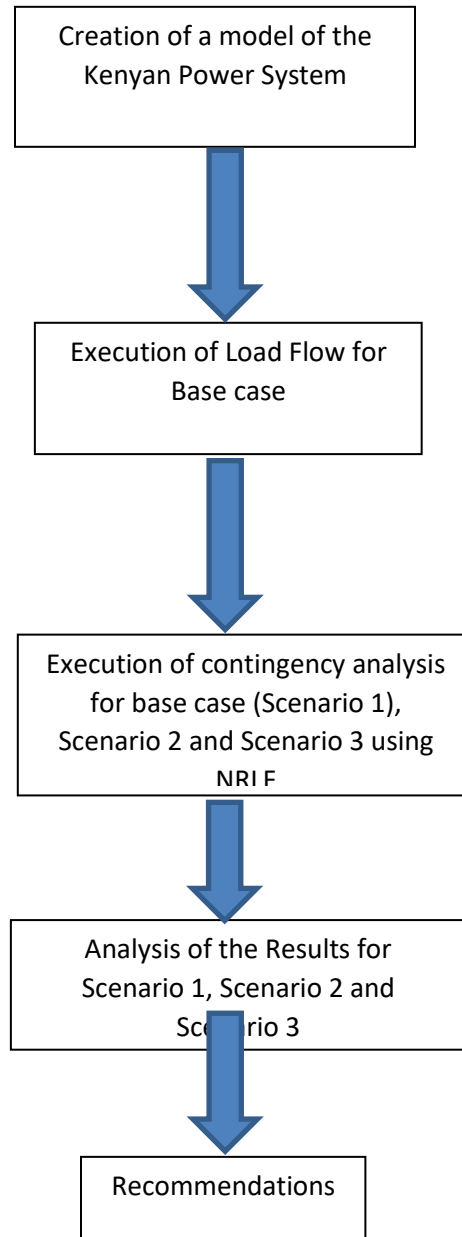 Creation of a model of the
Kenyan Power System
Execution of Load Flow for
Base case
Execution of contingency analysis
for base case (Scenario 1),
Scenario 2 and Scenario 3 using
NRLF
Analysis of the Results for
Scenario 1, Scenario 2 and
Scenario 3
Recommendations